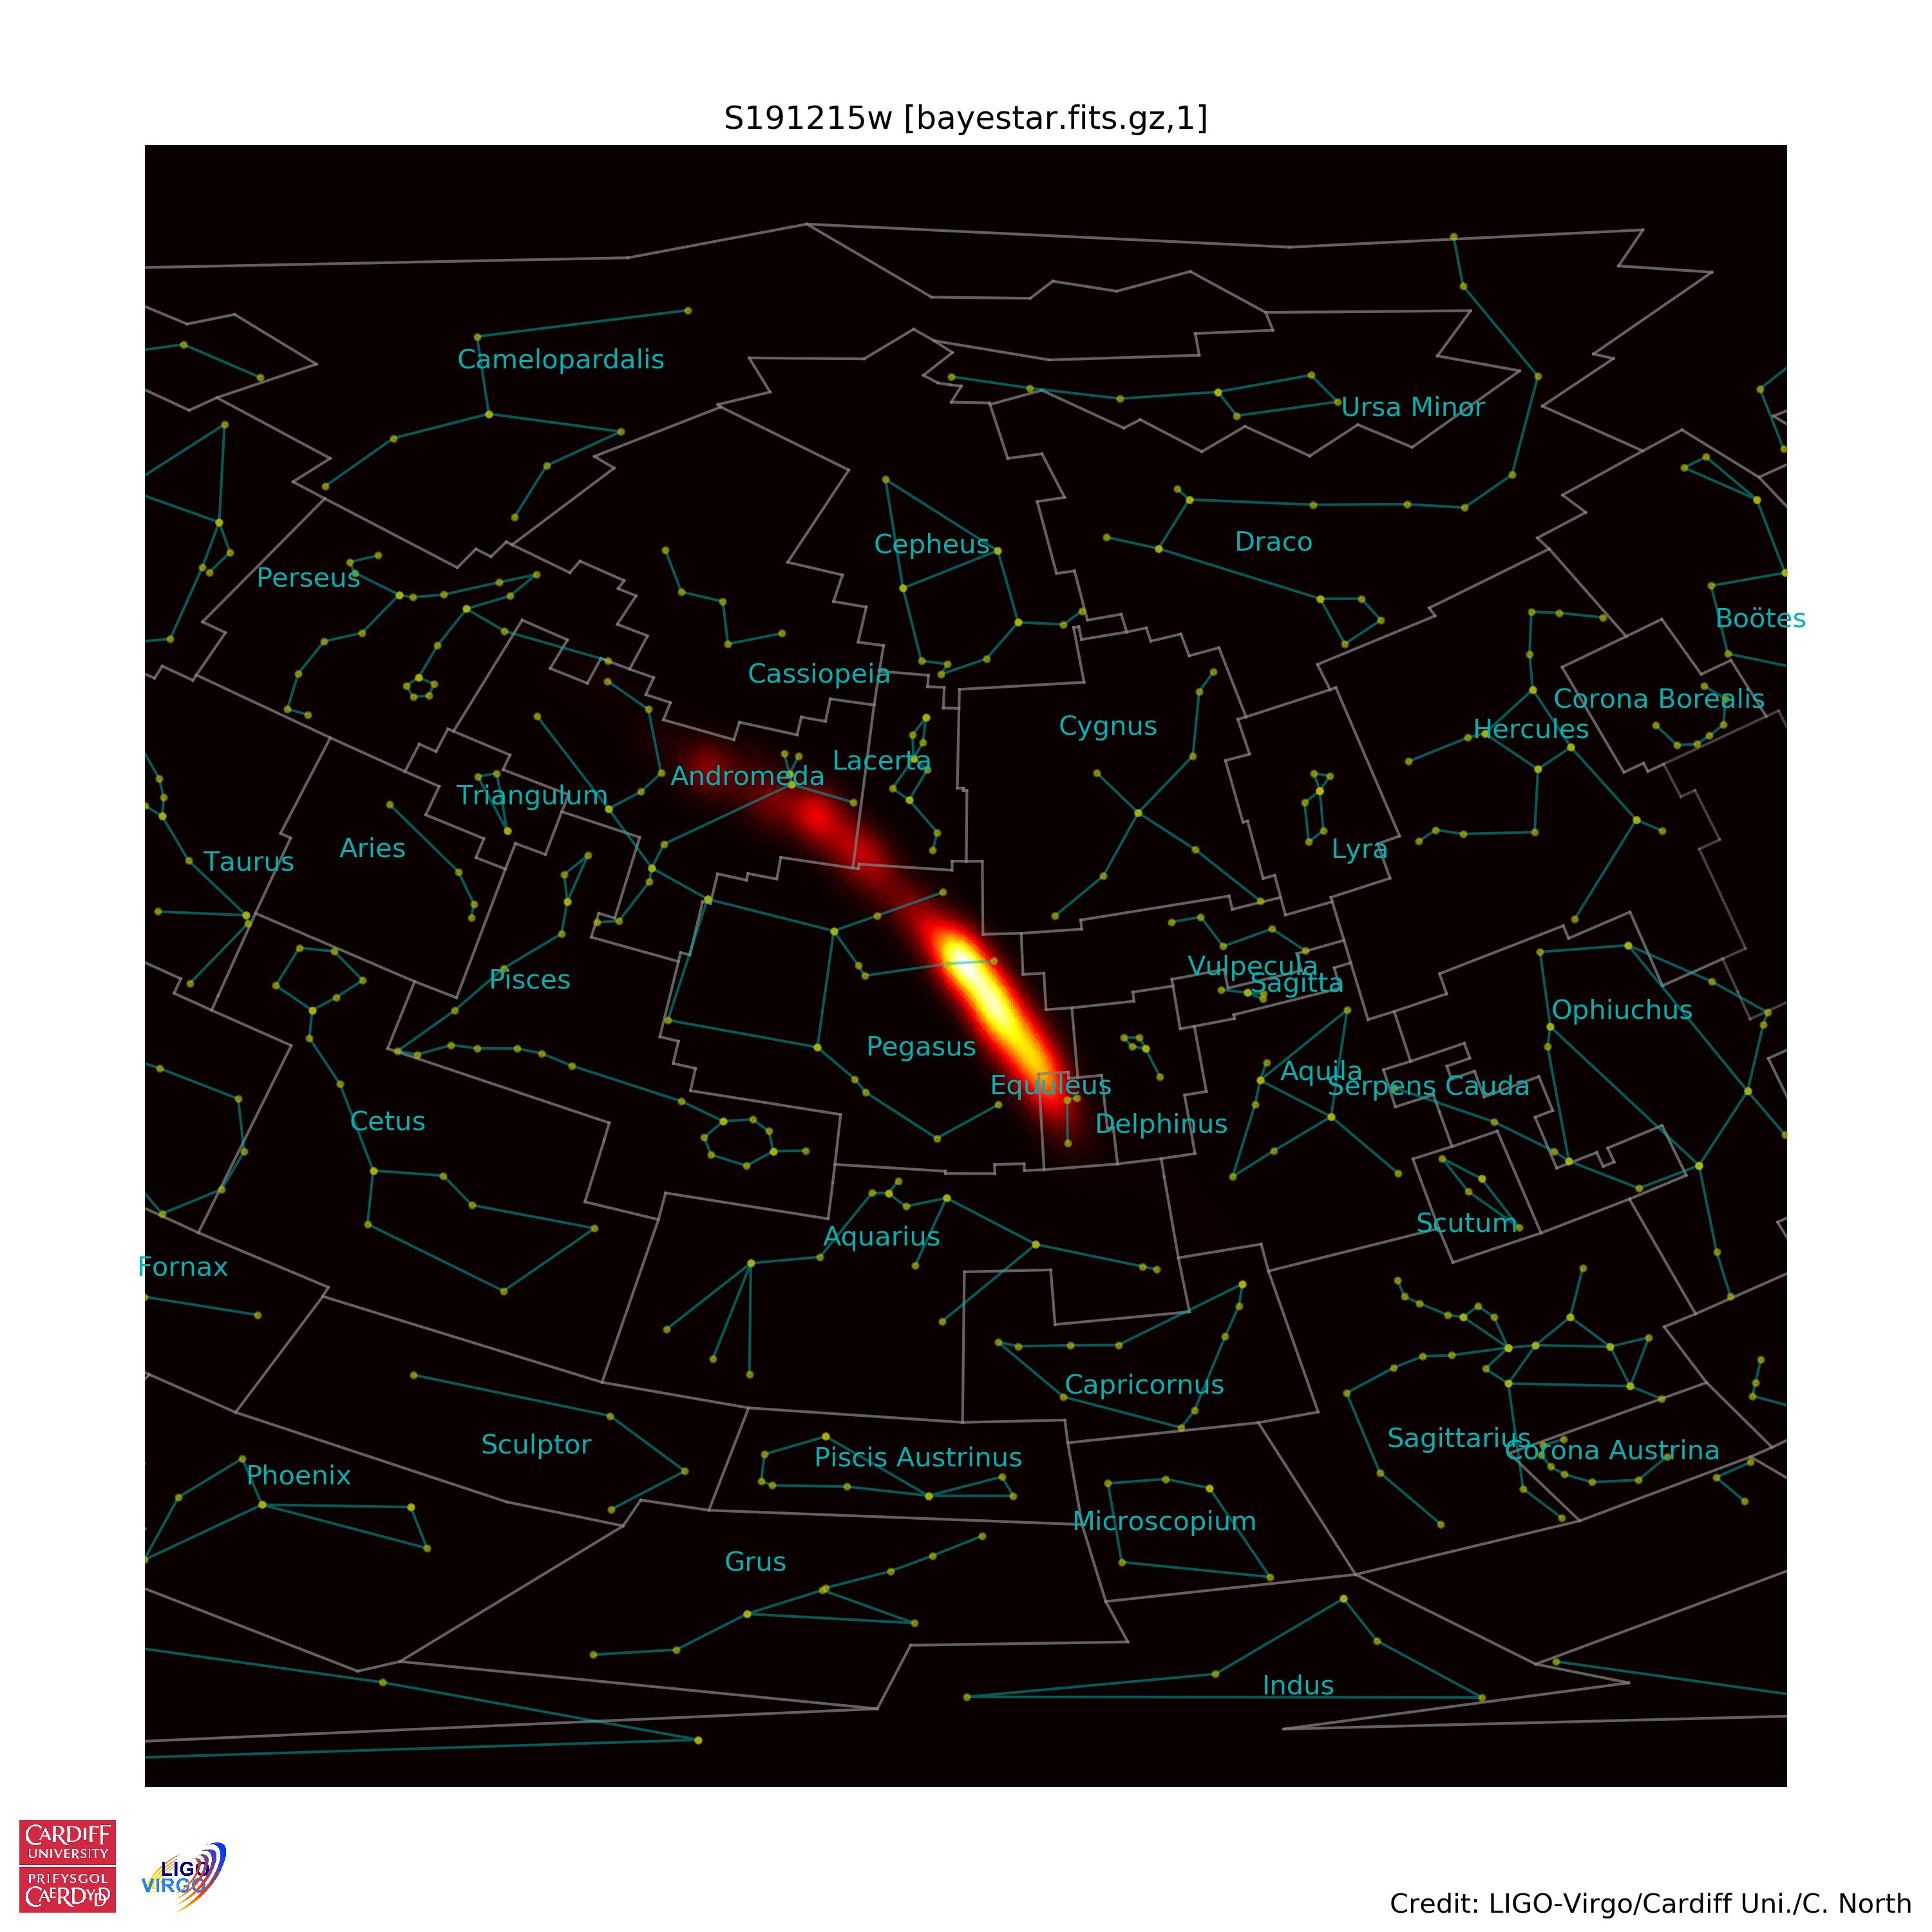 S191215w [bayestar.fits.gz,1]
Camelopardalis
Ursa Minor
Cepheus
Draco
Perseus
Boötes
Cassiopeia
Corona Borealis
Cygnus
Hercules
Lacerta
Andromeda
Triangulum
Aries
Lyra
Taurus
Vulpecula
Pisces
Sagitta
Ophiuchus
Pegasus
Aquila
Equuleus
Serpens Cauda
Cetus
Delphinus
Scutum
Aquarius
Fornax
Capricornus
Sagittarius
Sculptor
Corona Austrina
Piscis Austrinus
Phoenix
Microscopium
Grus
Indus
CARDIFF
UNIVERSITY
PRIFYSGOL
CAERDYDD
LIGO
VIRGO
Credit: LIGO-Virgo/Cardiff Uni./C. North